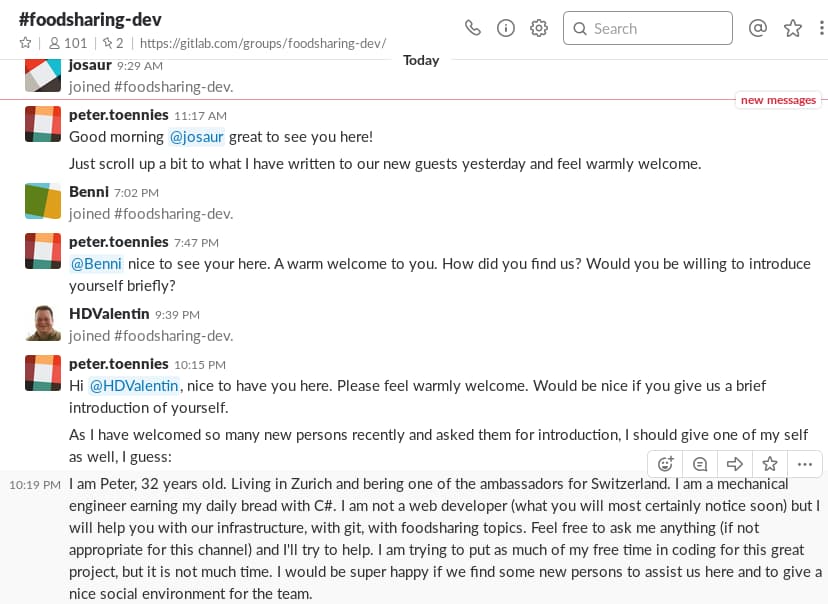 #foodsharing-dev
101 | 2 | https://gitlab.com/groups/foodsharing-dev/
Search
Today
josaur 9:29 AM
joined #foodsharing-dev.
new messages
peter.toennies 11:17 AM
Good morning @josaur great to see you here!
Just scroll up a bit to what I have written to our new guests yesterday and feel warmly welcome.
Benni 7:02 PM
joined #foodsharing-dev.
peter.toennies 7:47 PM
@Benni nice to see your here. A warm welcome to you. How did you find us? Would you be willing to introduce
yourself briefly?
HDValentin 9:39 PM
joined #foodsharing-dev.
peter.toennies 10:15 PM
Hi @HDValentin, nice to have you here. Please feel warmly welcome. Would be nice if you give us a brief
introduction of yourself.
As I have welcomed so many new persons recently and asked them for introduction, I should give one of my self
as well, I guess:
10:19 PM I am Peter, 32 years old. Living in Zurich and bering one of the ambassadors for Switzerland. I am a mechanical
engineer earning my daily bread with C#. I am not a web developer (what you will most certainly notice soon) but I
will help you with our infrastructure, with git, with foodsharing topics. Feel free to ask me anything (if not
appropriate for this channel) and I'll try to help. I am trying to put as much of my free time in coding for this great
project, but it is not much time. I would be super happy if we find some new persons to assist us here and to give a
nice social environment for the team.